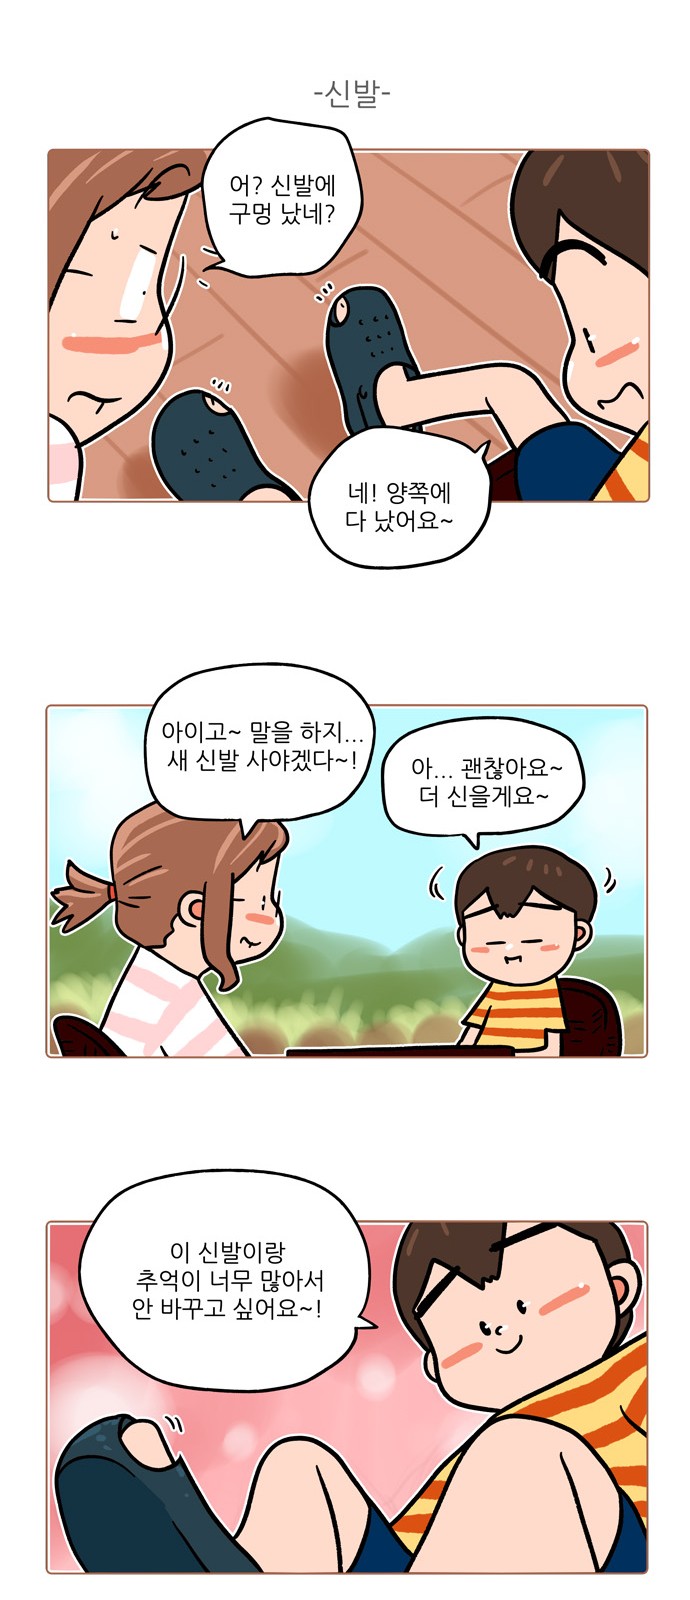 -신발-
어? 신발에
구멍 났네?
네! 양쪽에
다 났어요~
아이고~ 말을 하지...
새 신발 사야겠다~!
아... 괜찮아요~
더 신을게요~
이 신발이랑
추억이 너무 많아서
안 바꾸고 싶어요~!